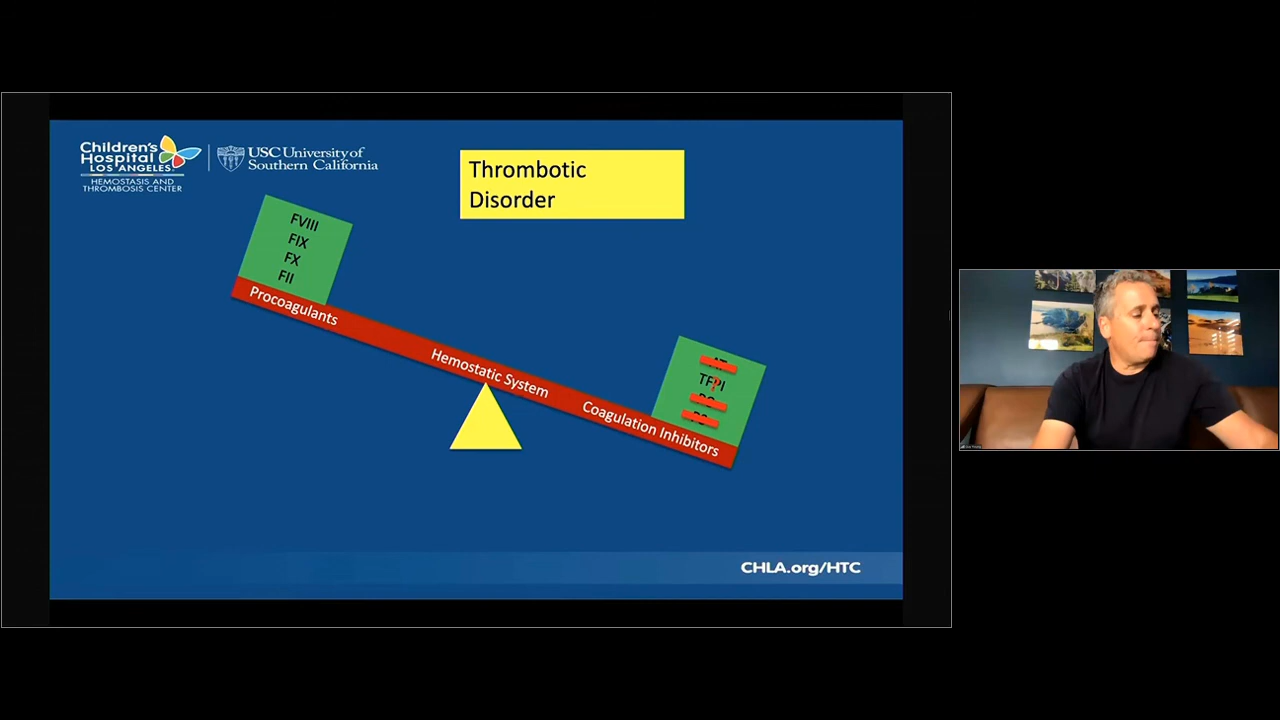 Children's
Hospital
LOS ANGELES
HEMOSTASIS AND
THROMBOSIS CENTER
USC University of
Southern California
Thrombotic
Disorder
FVIII
FIX
FX
FII
Procoagulants
Hemostatic System
Coagulation Inhibitors
CHLA.org/HTC